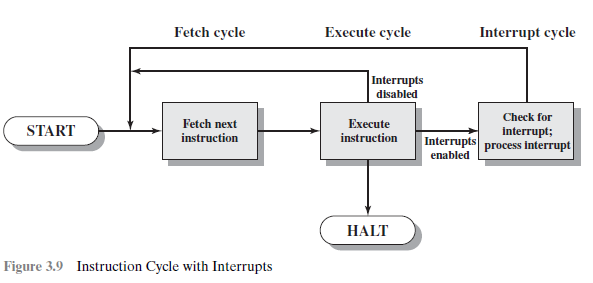 Fetch cycle
Execute cycle
Interrupt cycle
START
Fetch next
instruction
Interrupts
disabled
Execute
instruction
Interrupts
enabled
Check for
interrupt;
process interrupt
HALT
Figure 3.9 Instruction Cycle with Interrupts